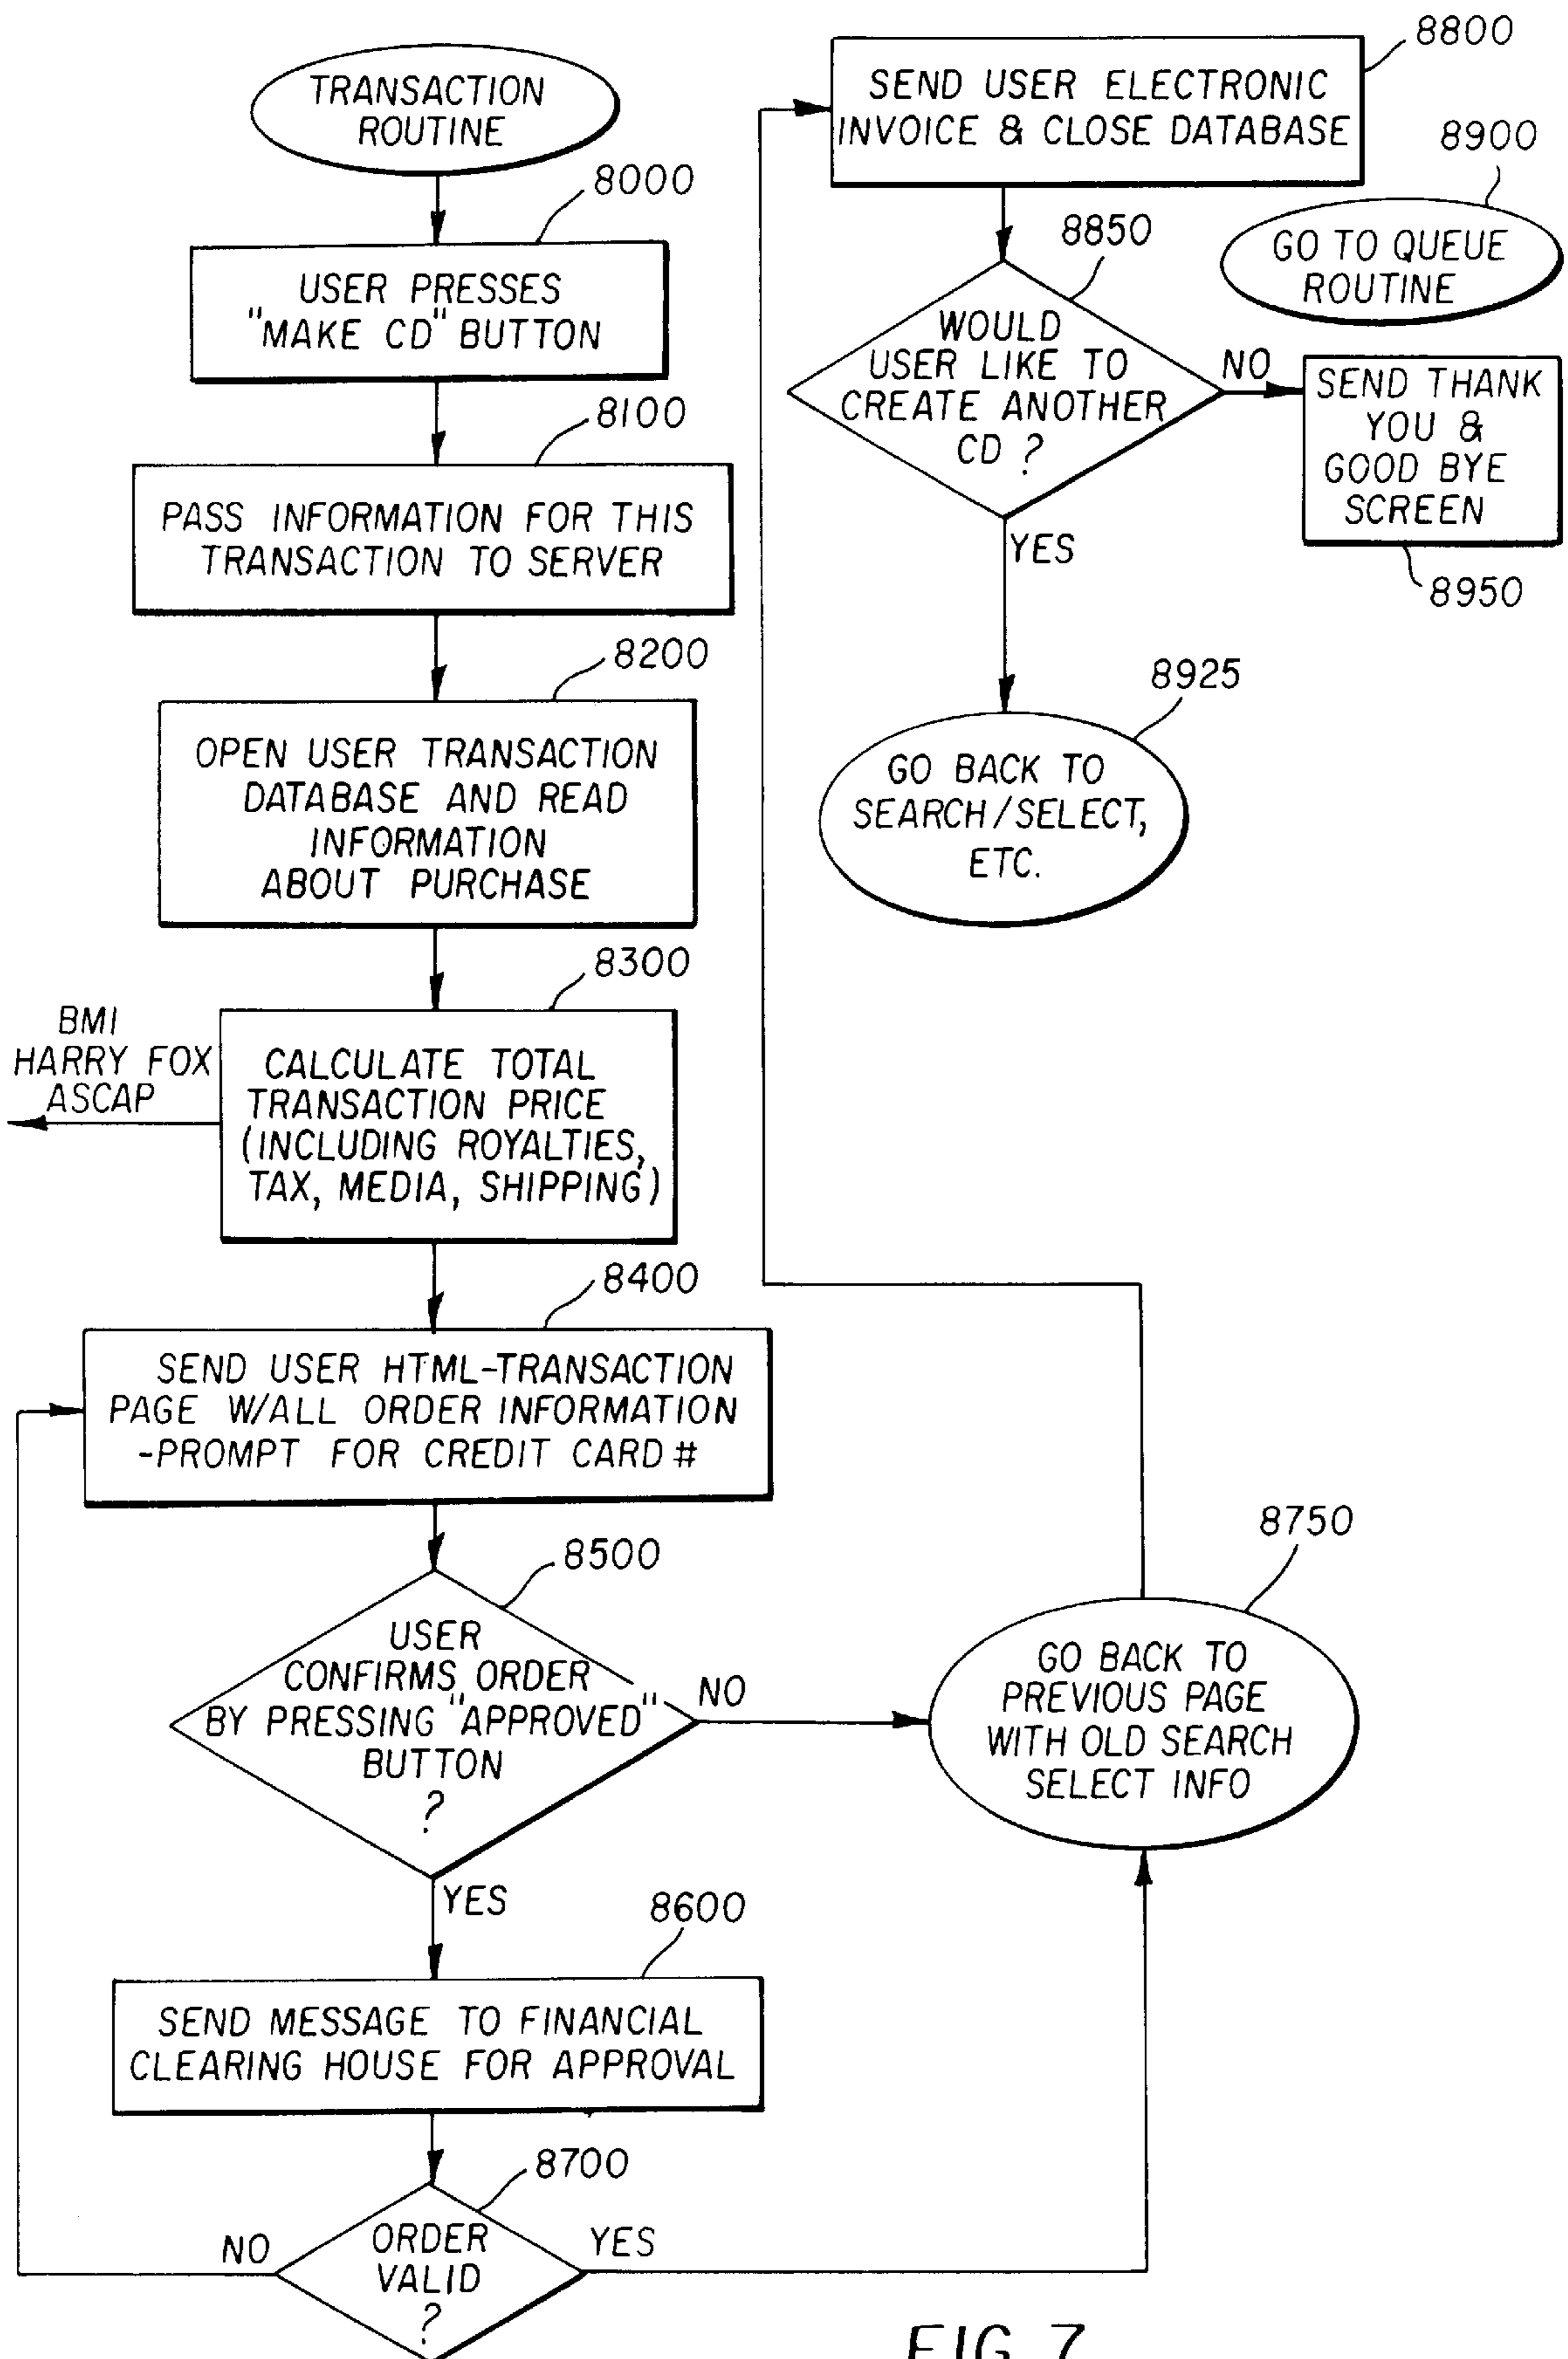 TRANSACTION
ROUTINE
8000
USER PRESSES
"MAKE CD" BUTTON
8100
PASS INFORMATION FOR THIS
TRANSACTION TO SERVER
8200
OPEN USER TRANSACTION
DATABASE AND READ
INFORMATION
ABOUT PURCHASE
8300
BMI
HARRY FOX
ASCAP
CALCULATE TOTAL
TRANSACTION PRICE
(INCLUDING ROYALTIES,
TAX, MEDIA, SHIPPING)
8400
SEND USER HTML-TRANSACTION
PAGE W/ALL ORDER INFORMATION
-PROMPT FOR CREDIT CARD #
8500
USER
CONFIRMS ORDER
BY PRESSING "APPROVED"
BUTTON
?
NO
YES
8600
SEND MESSAGE TO FINANCIAL
CLEARING HOUSE FOR APPROVAL
8700
ORDER
VALID
?
NO
YES
8750
GO BACK TO
PREVIOUS PAGE
WITH OLD SEARCH
SELECT INFO
8800
SEND USER ELECTRONIC
INVOICE & CLOSE DATABASE
8850
WOULD
USER LIKE TO
CREATE ANOTHER
CD ?
NO
YES
8900
GO TO QUEUE
ROUTINE
SEND THANK
YOU &
GOOD BYE
SCREEN
8950
8925
GO BACK TO
SEARCH/SELECT,
ETC.
FIG. 7